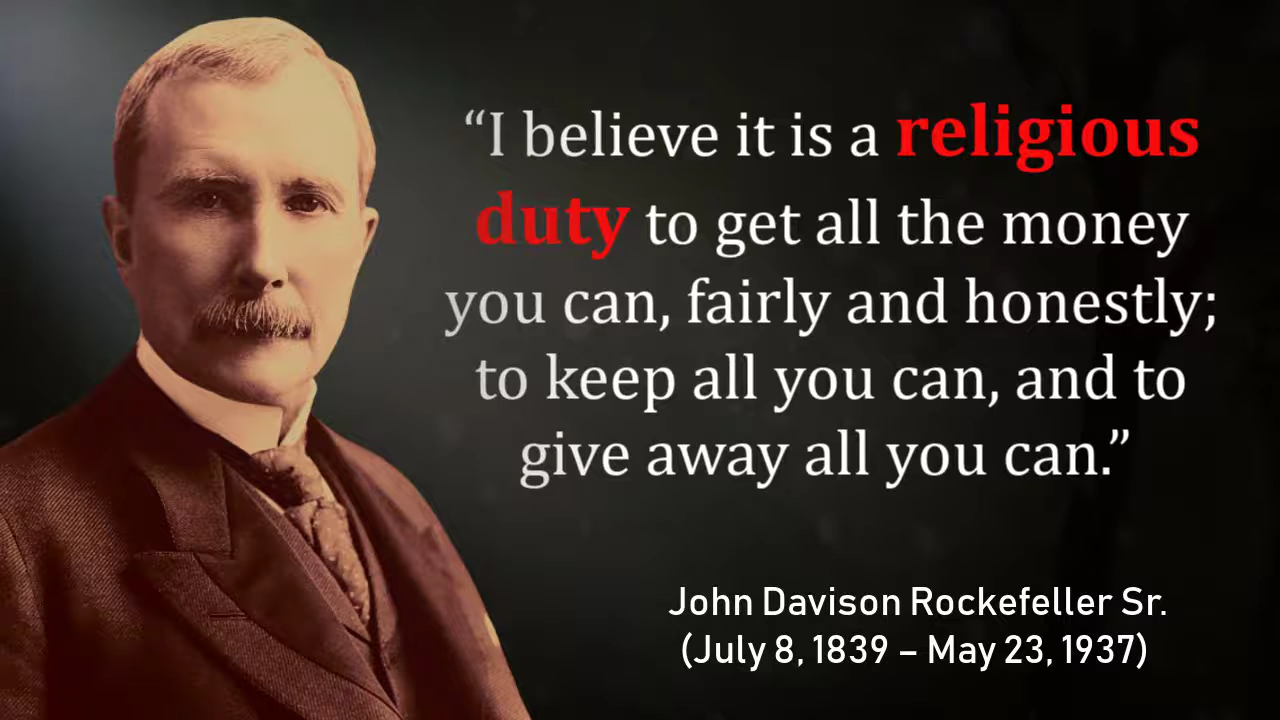 “I believe it is a religious
duty to get all the money
you can, fairly and honestly;
to keep all you can, and to
give away all you can.”
John Davison Rockefeller Sr.
(July 8, 1839 – May 23, 1937)